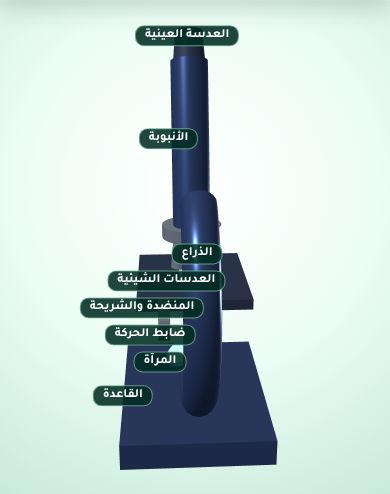 العدسة العينية
الأنبوبة
الذراع
العدسات الشيئية
المنضدة والشريحة
ضابط الحركة
المرآة
القاعدة